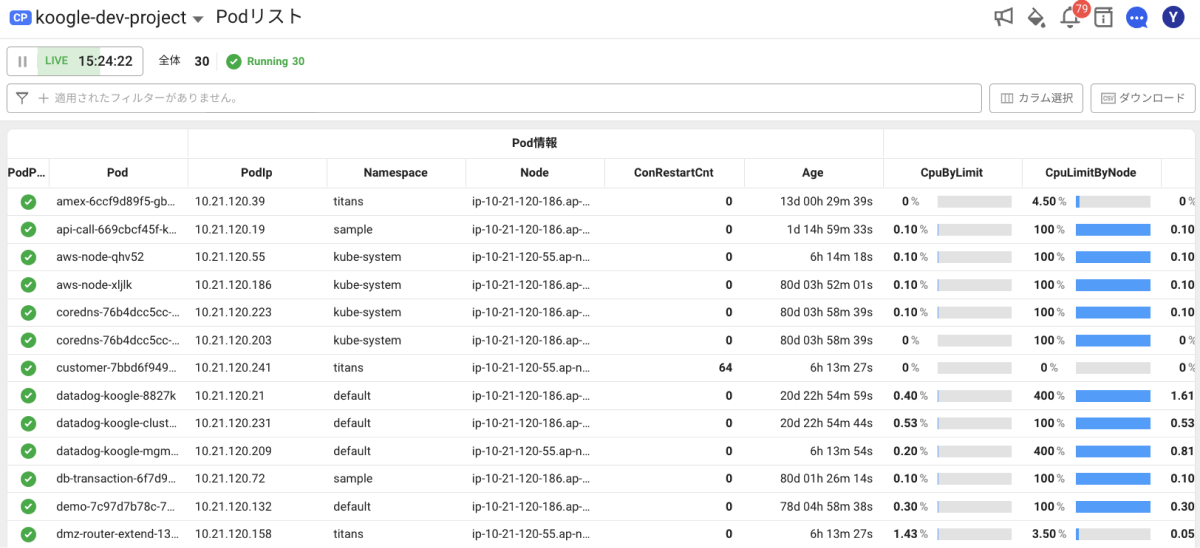 CP koogle-dev-project Podリスト 79 Y
LIVE 15:24:22 全体 30 Running 30
適用されたフィルターがありません。 カラム選択 CSV ダウンロード
Pod情報
PodP... Pod PodIp Namespace Node ConRestartCnt Age CpuByLimit CpuLimitByNode
amex-6ccf9d89f5-gb... 10.21.120.39 titans ip-10-21-120-186.ap-... 0 13d 00h 29m 39s 0 % 4.50 % 0 %
api-call-669cbcf45f-k... 10.21.120.19 sample ip-10-21-120-186.ap-... 0 1d 14h 59m 33s 0.10 % 100 % 0.10
aws-node-qhv52 10.21.120.55 kube-system ip-10-21-120-55.ap-n... 0 6h 14m 18s 0.10 % 100 % 0.10
aws-node-xljlk 10.21.120.186 kube-system ip-10-21-120-186.ap-... 0 80d 03h 52m 01s 0.10 % 100 % 0.10
coredns-76b4dcc5cc-... 10.21.120.223 kube-system ip-10-21-120-186.ap-... 0 80d 03h 58m 39s 0.10 % 100 % 0.10
coredns-76b4dcc5cc-... 10.21.120.203 kube-system ip-10-21-120-186.ap-... 0 80d 03h 58m 39s 0 % 100 % 0 %
customer-7bbd6f949... 10.21.120.241 titans ip-10-21-120-55.ap-n... 64 6h 13m 27s 0 % 0 % 0 %
datadog-koogle-8827k 10.21.120.21 default ip-10-21-120-186.ap-... 0 20d 22h 54m 59s 0.40 % 400 % 1.61
datadog-koogle-clust... 10.21.120.231 default ip-10-21-120-186.ap-... 0 20d 22h 54m 44s 0.53 % 100 % 0.53
datadog-koogle-mgm... 10.21.120.209 default ip-10-21-120-55.ap-n... 0 6h 13m 54s 0.20 % 400 % 0.81
db-transaction-6f7d9... 10.21.120.72 sample ip-10-21-120-186.ap-... 0 80d 01h 26m 14s 0.10 % 100 % 0.10
demo-7c97d7b78c-7... 10.21.120.132 default ip-10-21-120-186.ap-... 0 78d 04h 58m 38s 0.30 % 100 % 0.30
dmz-router-extend-13... 10.21.120.158 titans ip-10-21-120-55.ap-n... 0 6h 13m 27s 1.43 % 3.50 % 0.05